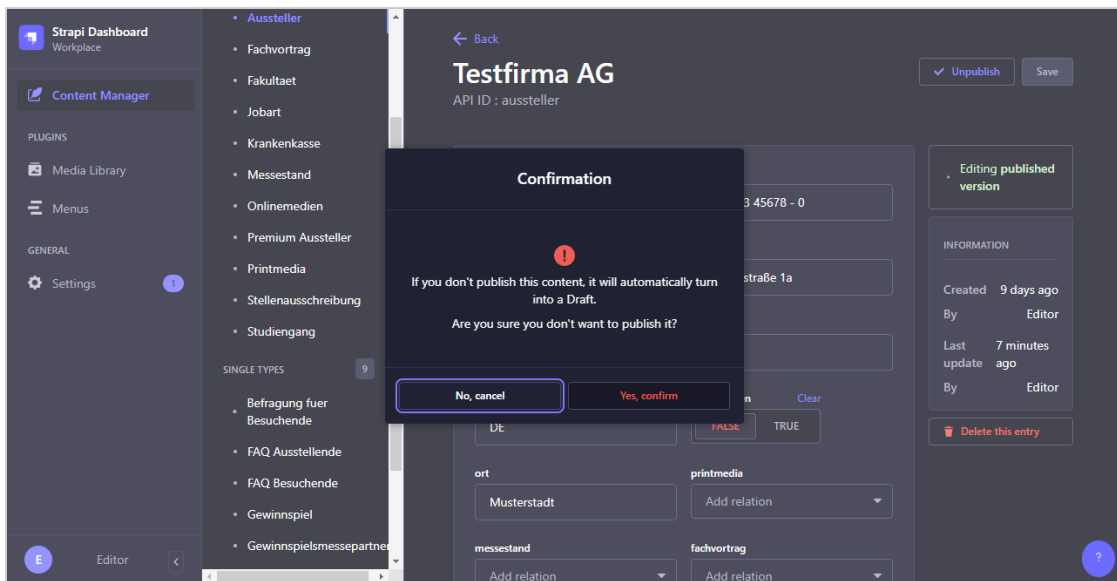 Strapi Dashboard
Workplace
Content Manager
PLUGINS
Media Library
Menus
GENERAL
Settings
1
E
Editor
Aussteller
Fachvortrag
Fakultaet
Jobart
Krankenkasse
Messestand
Onlinemedien
Premium Aussteller
Printmedia
Stellenausschreibung
Studiengang
SINGLE TYPES 9
Befragung fuer
Besuchende
FAQ Ausstellende
FAQ Besuchende
Gewinnspiel
Gewinnspielsmessepartner
Back
Testfirma AG
API ID : aussteller
Unpublish
Save
Confirmation
If you don't publish this content, it will automatically turn
into a Draft.
Are you sure you don't want to publish it?
No, cancel
Yes, confirm
3 45678 - 0
straße 1a
Clear
DE
FALSE TRUE
ort
printmedia
Musterstadt
Add relation
messestand
fachvortrag
Add relation
Add relation
Editing published
version
INFORMATION
Created 9 days ago
By Editor
Last 7 minutes
update ago
By Editor
Delete this entry
?